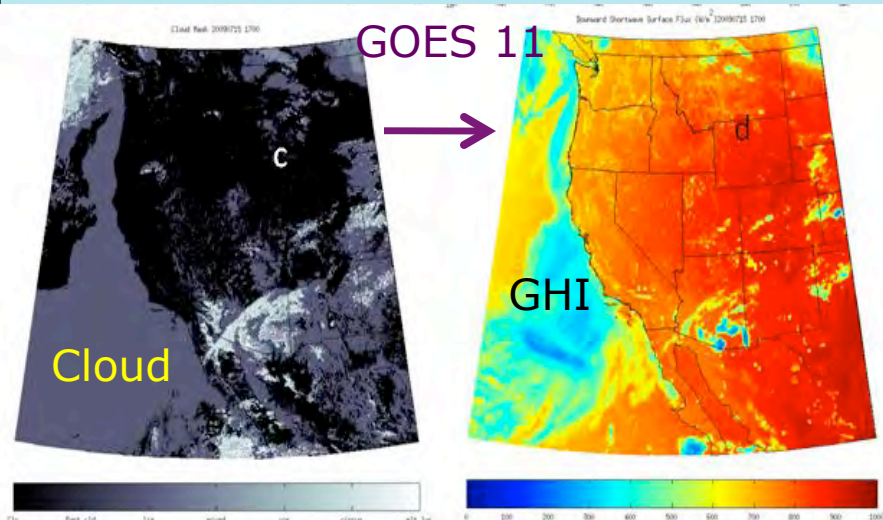 Cloud Mask 20090715 1700
GOES 11
Downward Shortwave Surface Flux (W/m2) 20090715 1700
c
d
GHI
Cloud
0 100 200 300 400 500 600 700 800 900 1000